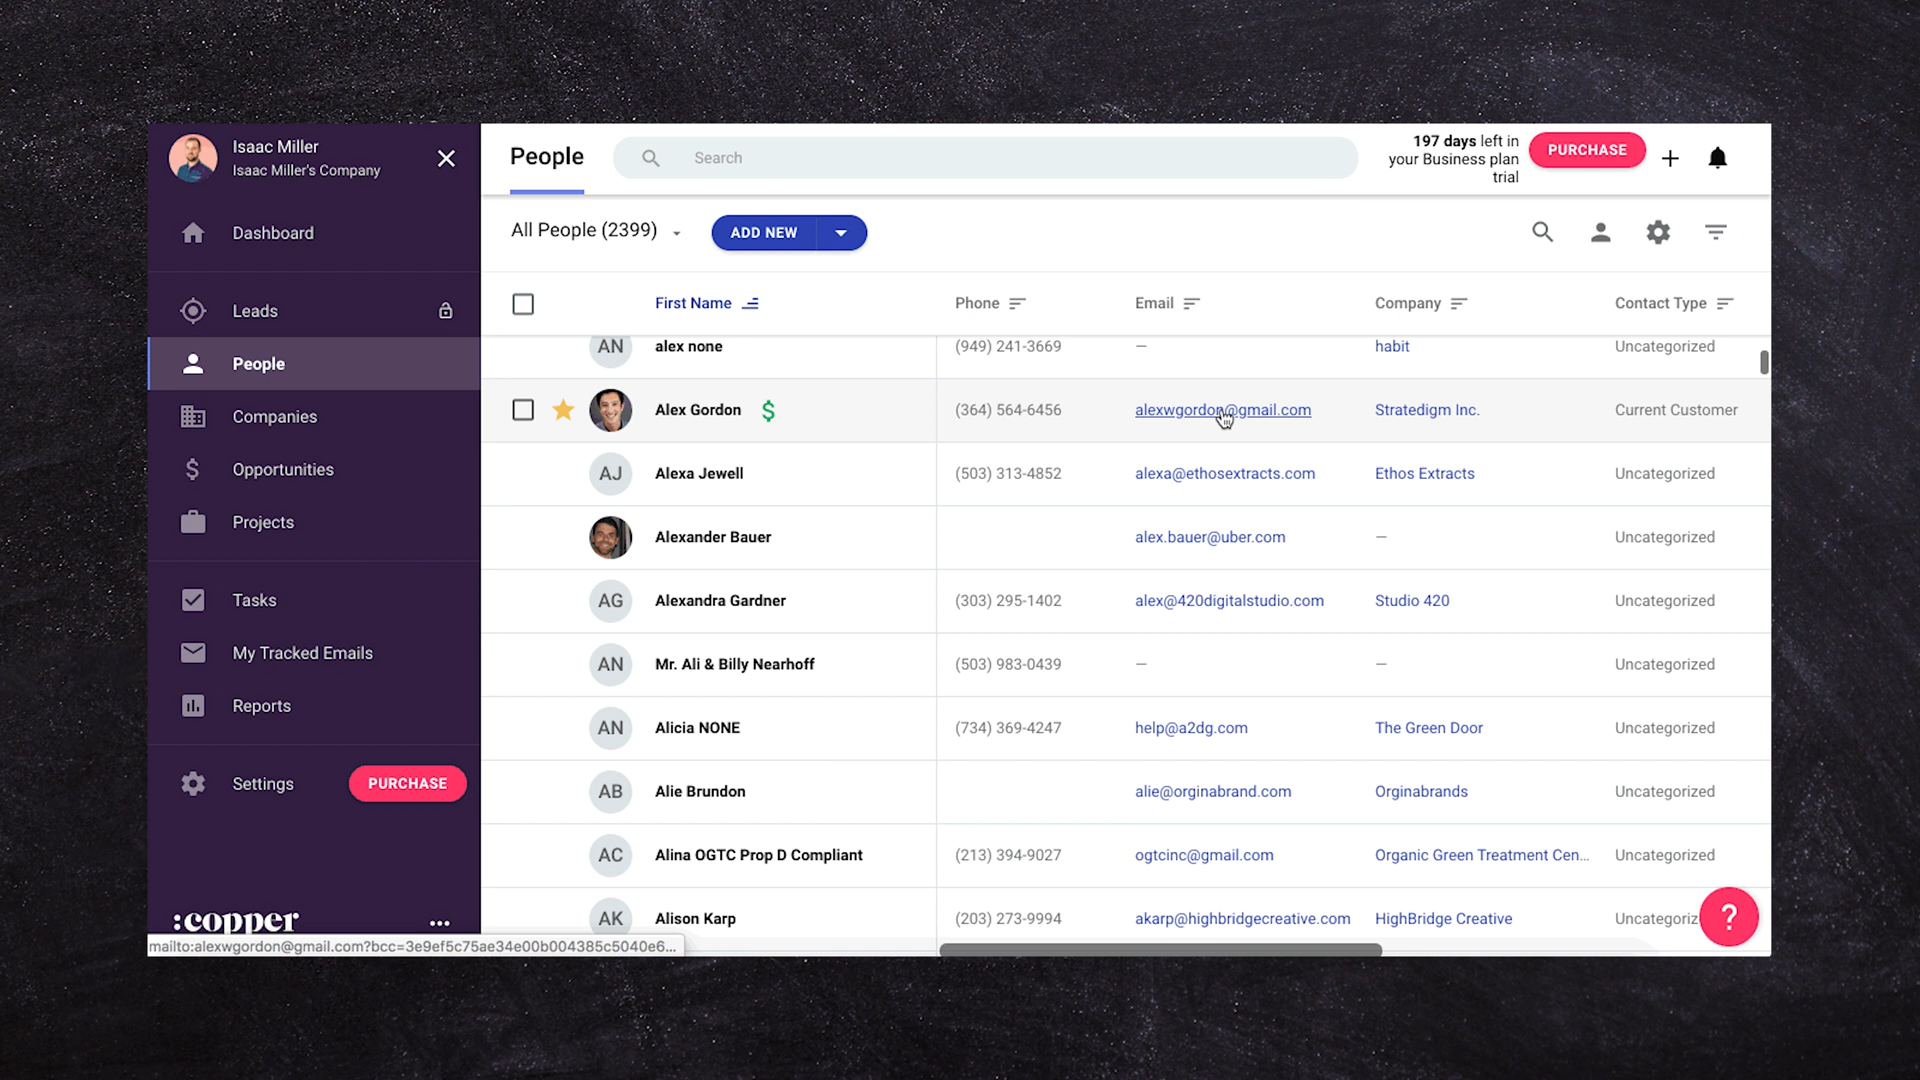 Isaac Miller
Isaac Miller's Company
Dashboard
Leads
People
Companies
Opportunities
Projects
Tasks
My Tracked Emails
Reports
Settings
PURCHASE
:copper
mailto:alexwgordon@gmail.com?bcc=3e9ef5c75ae34e00b004385c5040e6...
People
Search
197 days left in
your Business plan
trial
PURCHASE
All People (2399)
ADD NEW
First Name Phone Email Company Contact Type
AN alex none (949) 241-3669 — habit Uncategorized
Alex Gordon $ (364) 564-6456 alexwgordon@gmail.com Stratedigm Inc. Current Customer
AJ Alexa Jewell (503) 313-4852 alexa@ethosextracts.com Ethos Extracts Uncategorized
Alexander Bauer alex.bauer@uber.com — Uncategorized
AG Alexandra Gardner (303) 295-1402 alex@420digitalstudio.com Studio 420 Uncategorized
AN Mr. Ali & Billy Nearhoff (503) 983-0439 — — Uncategorized
AN Alicia NONE (734) 369-4247 help@a2dg.com The Green Door Uncategorized
AB Alie Brundon alie@orginabrand.com Orginabrands Uncategorized
AC Alina OGTC Prop D Compliant (213) 394-9027 ogtcinc@gmail.com Organic Green Treatment Cen... Uncategorized
AK Alison Karp (203) 273-9994 akarp@highbridgecreative.com HighBridge Creative Uncategoriz
?